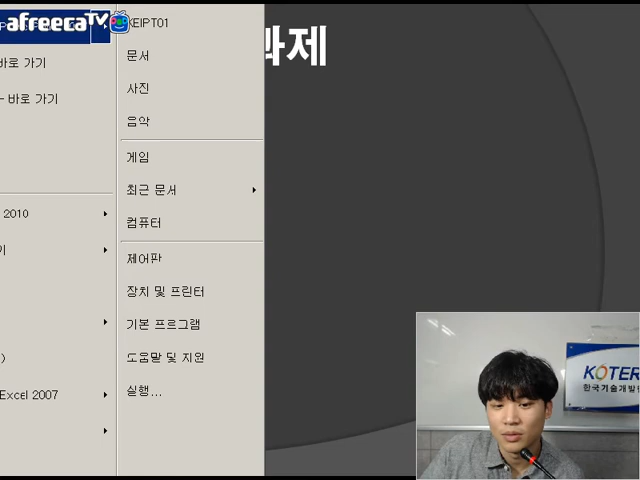 afreecaTV
KEIPT01
과제
문서
바로 가기
사진
- 바로 가기
음악
게임
최근 문서
2010
컴퓨터
제어판
장치 및 프린터
기본 프로그램
도움말 및 지원
)
Excel 2007
실행...
KOTER
한국기술개발